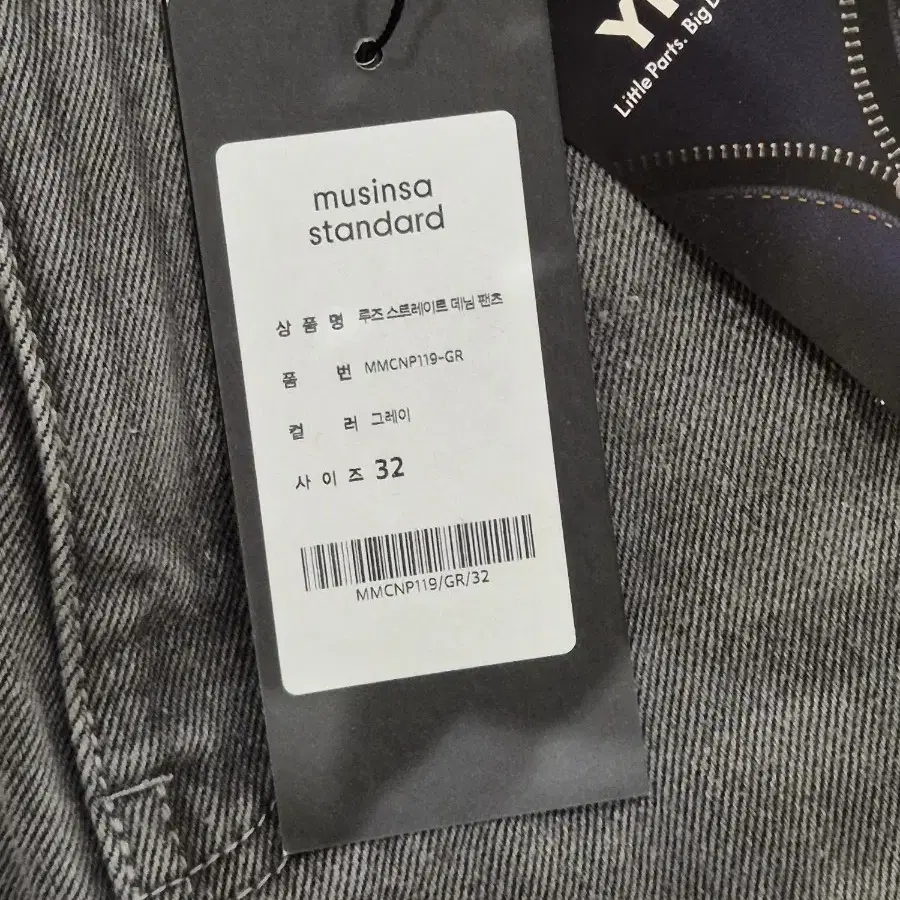 Little Parts. Big
musinsa
standard
상 품 명 루즈 스트레이트 데님 팬츠
품 번 MMCNP119-GR
컬 러 그레이
사 이 즈 32
MMCNP119/GR/32